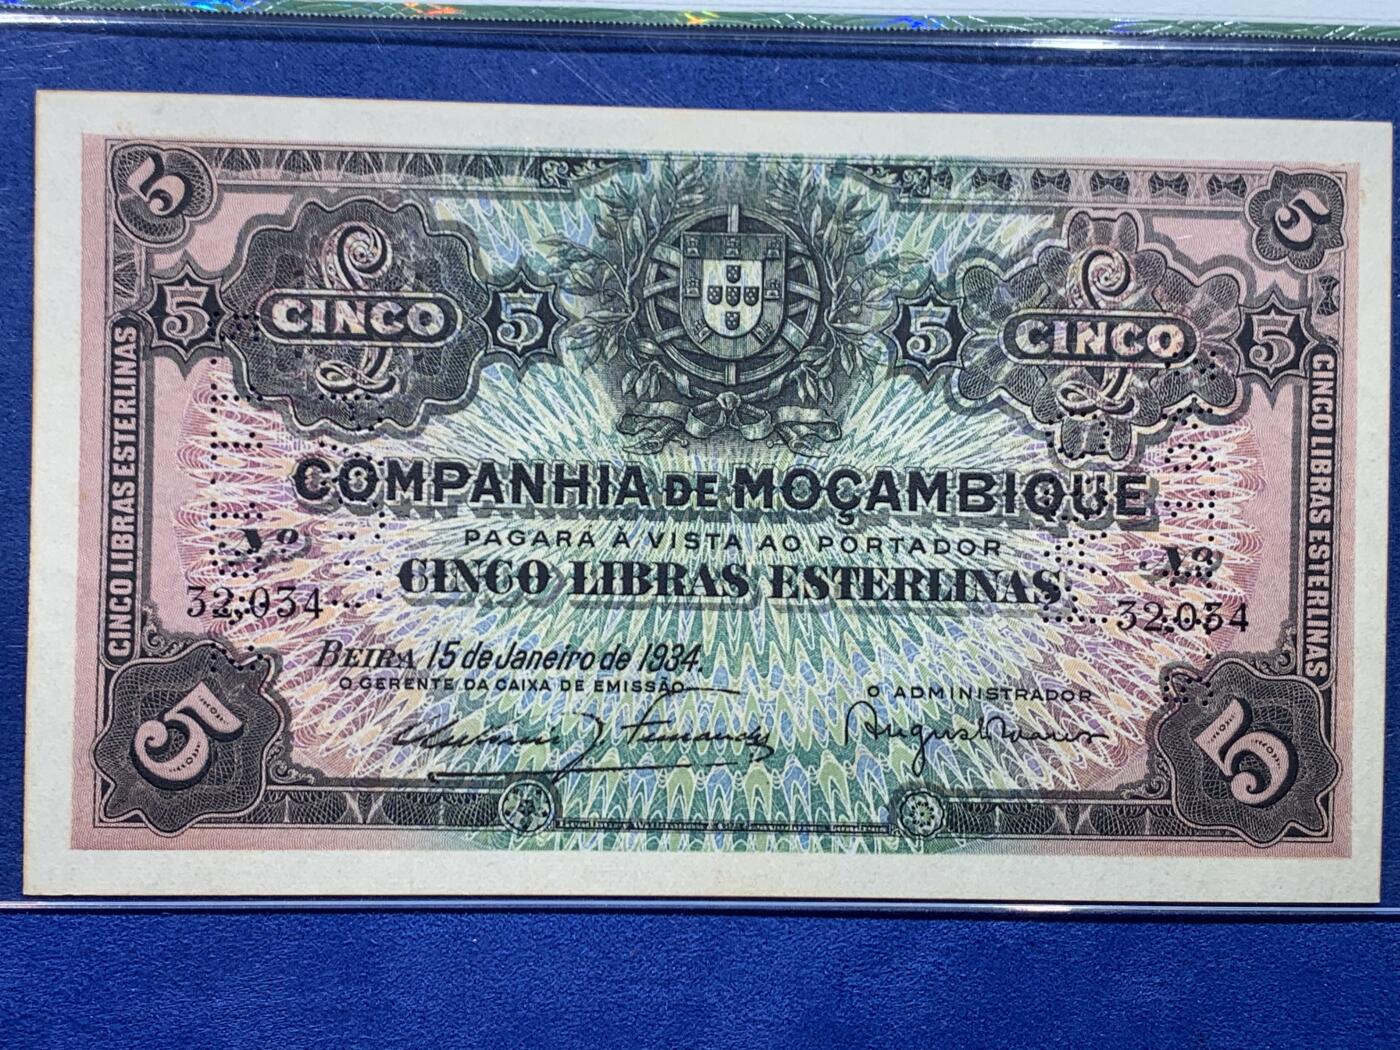 5 5
CINCO CINCO
5 5 5 5
CINCO LIBRAS ESTERLINAS
CINCO LIBRAS ESTERLINAS
COMPANHIA DE MOÇAMBIQUE
PAGARÁ À VISTA AO PORTADOR
CINCO LIBRAS ESTERLINAS
Nº Nº
32.034 32.034
BEIRA 15 de Janeiro de 1934.
O GERENTE DA CAIXA DE EMISSÃO O ADMINISTRADOR
5 5